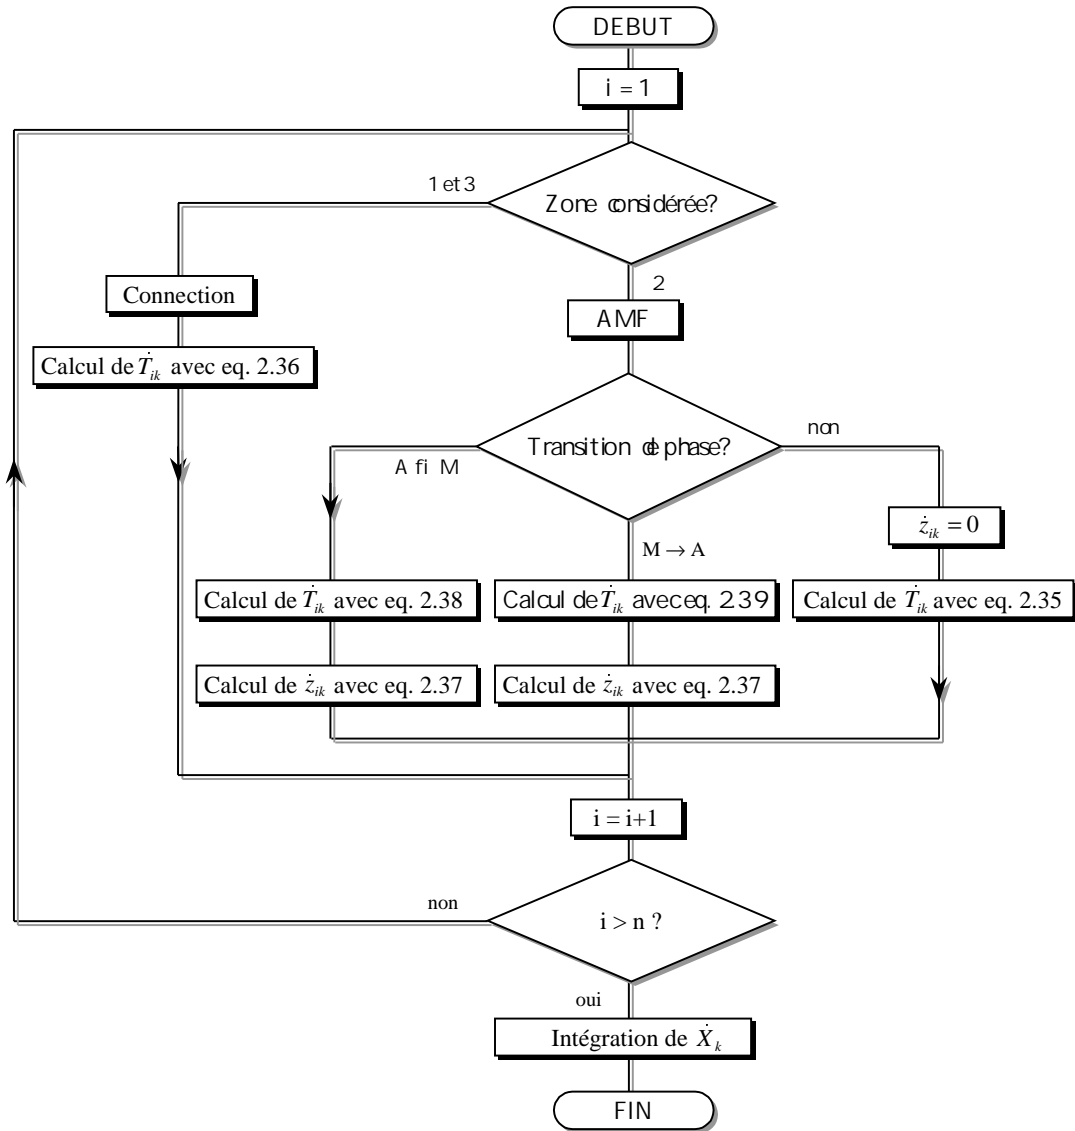 DEBUT
i = 1
Zone considérée?
1 et 3
2
Connection
AMF
Calcul de Ṫik avec eq. 2.36
Transition de phase?
non
A fi M
M → A
żik = 0
Calcul de Ṫik avec eq. 2.38
Calcul de Ṫik avec eq. 2.39
Calcul de Ṫik avec eq. 2.35
Calcul de żik avec eq. 2.37
Calcul de żik avec eq. 2.37
i = i+1
non
i > n ?
oui
Intégration de Ẋk
FIN